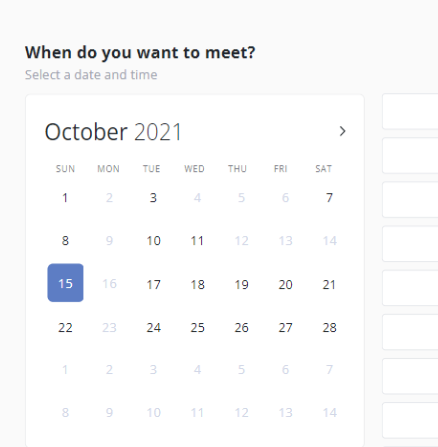 When do you want to meet?
Select a date and time
October 2021 >
SUN MON TUE WED THU FRI SAT
1 2 3 4 5 6 7
8 9 10 11 12 13 14
15 16 17 18 19 20 21
22 23 24 25 26 27 28
1 2 3 4 5 6 7
8 9 10 11 12 13 14